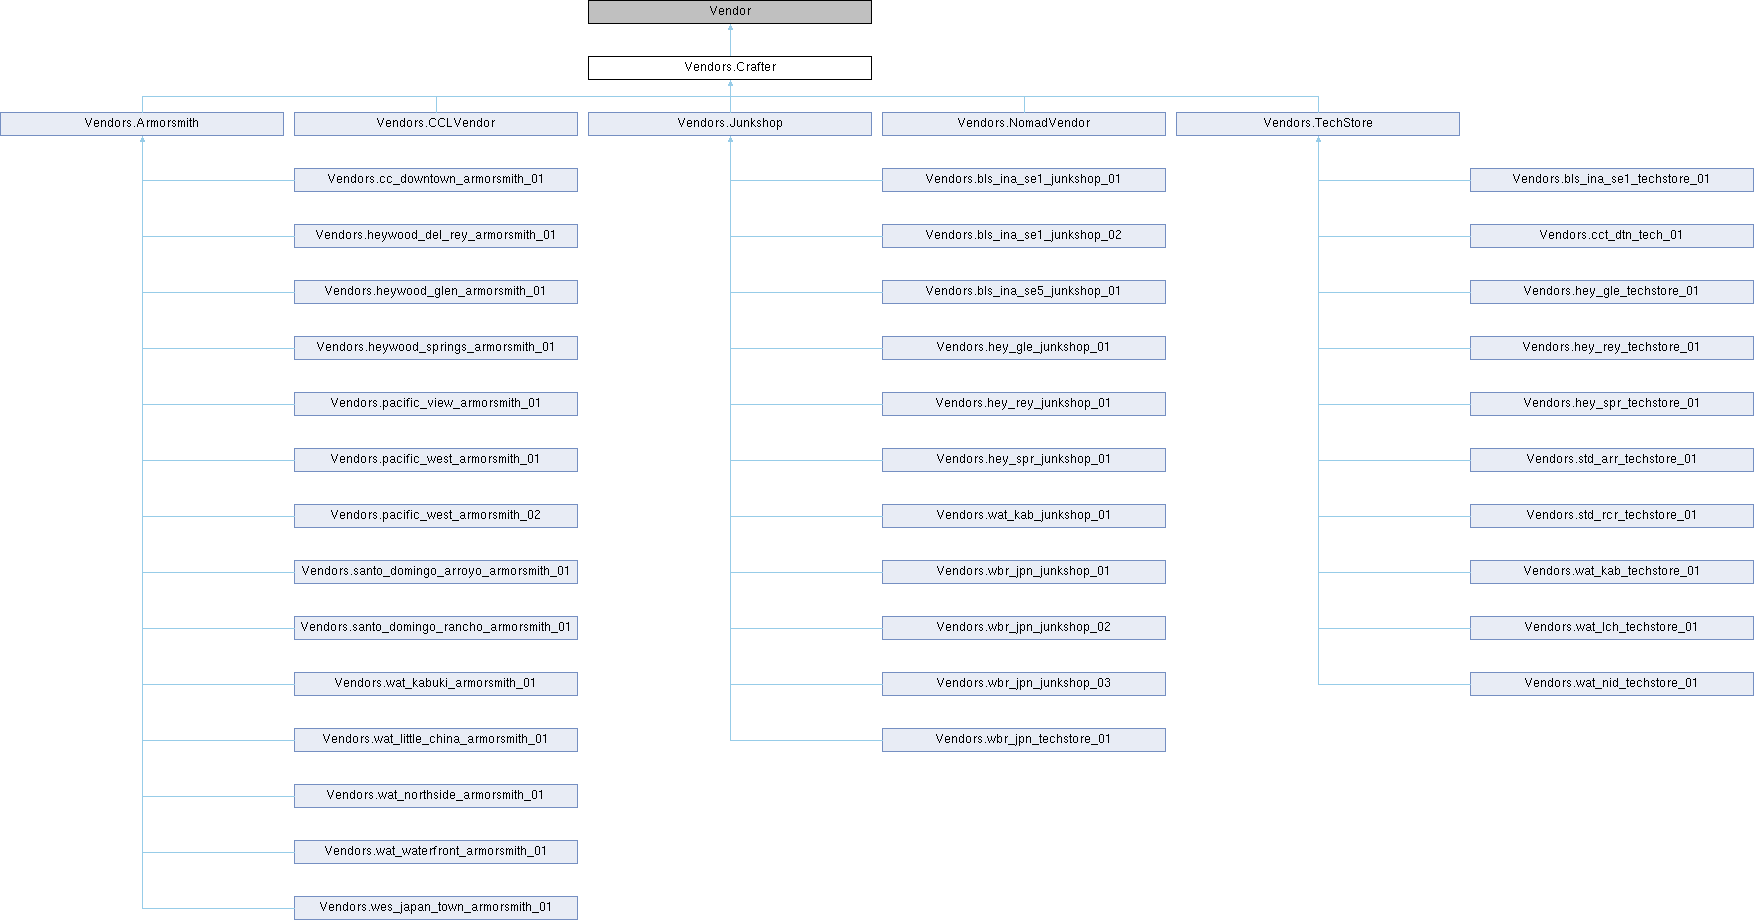 Vendor
Vendors.Crafter
Vendors.Armorsmith
Vendors.CCLVendor
Vendors.Junkshop
Vendors.NomadVendor
Vendors.TechStore
Vendors.cc_downtown_armorsmith_01
Vendors.bls_ina_se1_junkshop_01
Vendors.bls_ina_se1_techstore_01
Vendors.heywood_del_rey_armorsmith_01
Vendors.bls_ina_se1_junkshop_02
Vendors.cct_dtn_tech_01
Vendors.heywood_glen_armorsmith_01
Vendors.bls_ina_se5_junkshop_01
Vendors.hey_gle_techstore_01
Vendors.heywood_springs_armorsmith_01
Vendors.hey_gle_junkshop_01
Vendors.hey_rey_techstore_01
Vendors.pacific_view_armorsmith_01
Vendors.hey_rey_junkshop_01
Vendors.hey_spr_techstore_01
Vendors.pacific_west_armorsmith_01
Vendors.hey_spr_junkshop_01
Vendors.std_arr_techstore_01
Vendors.pacific_west_armorsmith_02
Vendors.wat_kab_junkshop_01
Vendors.std_rcr_techstore_01
Vendors.santo_domingo_arroyo_armorsmith_01
Vendors.wbr_jpn_junkshop_01
Vendors.wat_kab_techstore_01
Vendors.santo_domingo_rancho_armorsmith_01
Vendors.wbr_jpn_junkshop_02
Vendors.wat_lch_techstore_01
Vendors.wat_kabuki_armorsmith_01
Vendors.wbr_jpn_junkshop_03
Vendors.wat_nid_techstore_01
Vendors.wat_little_china_armorsmith_01
Vendors.wbr_jpn_techstore_01
Vendors.wat_northside_armorsmith_01
Vendors.wat_waterfront_armorsmith_01
Vendors.wes_japan_town_armorsmith_01